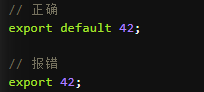 // 正确
export default 42;
// 报错
export 42;